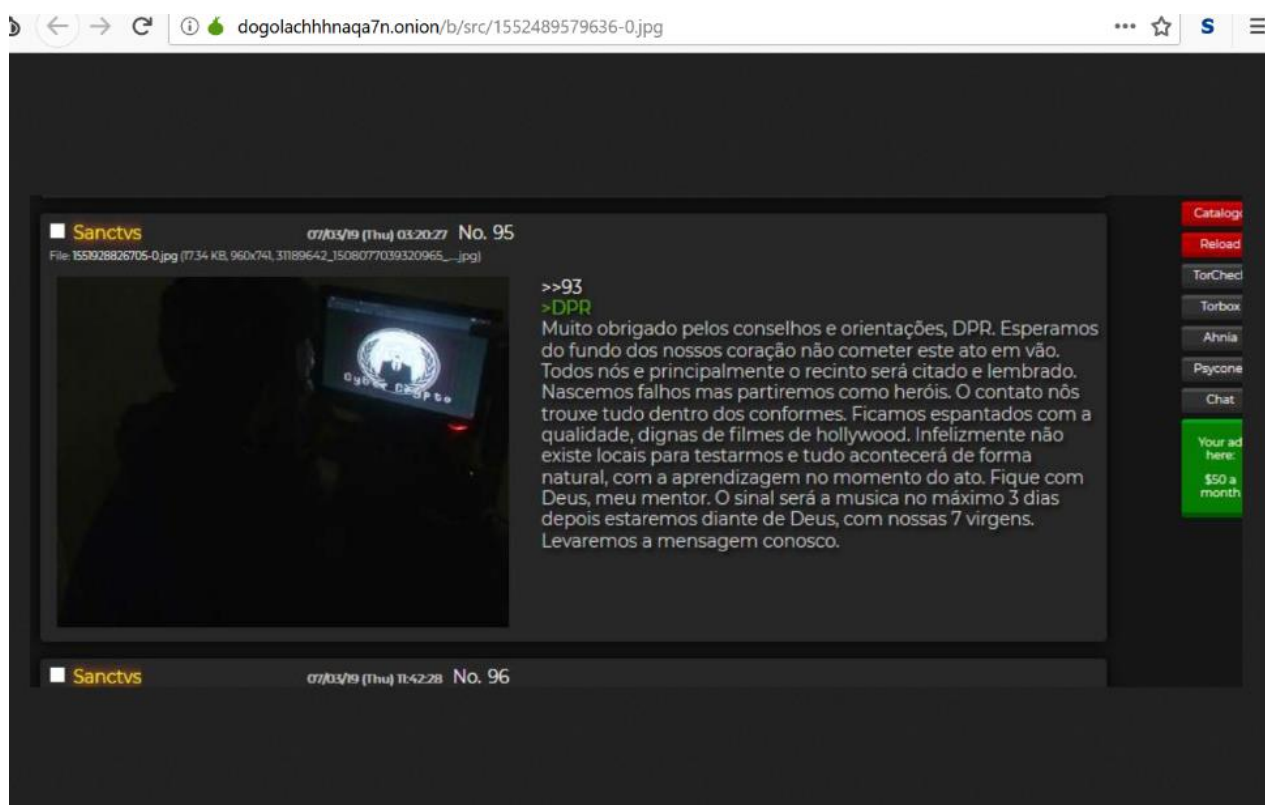 dogolachhhnaqa7n.onion/b/src/1552489579636-0.jpg
S
Sanctvs 07/03/19 (Thu) 03:20:27 No. 95
File: 1551928826705-0.jpg (17.34 KB, 960x741, 31189642_1508077039320965_....jpg)
Cyber Crypto
>>93
>DPR
Muito obrigado pelos conselhos e orientações, DPR. Esperamos
do fundo dos nossos coração não cometer este ato em vão.
Todos nós e principalmente o recinto será citado e lembrado.
Nascemos falhos mas partiremos como heróis. O contato nôs
trouxe tudo dentro dos conformes. Ficamos espantados com a
qualidade, dignas de filmes de hollywood. Infelizmente não
existe locais para testarmos e tudo acontecerá de forma
natural, com a aprendizagem no momento do ato. Fique com
Deus, meu mentor. O sinal será a musica no máximo 3 dias
depois estaremos diante de Deus, com nossas 7 virgens.
Levaremos a mensagem conosco.
Catalogo
Reload
TorChec
Torbox
Ahnia
Psycone
Chat
Your ad
here:
$50 a
month
Sanctvs 07/03/19 (Thu) 11:42:28 No. 96